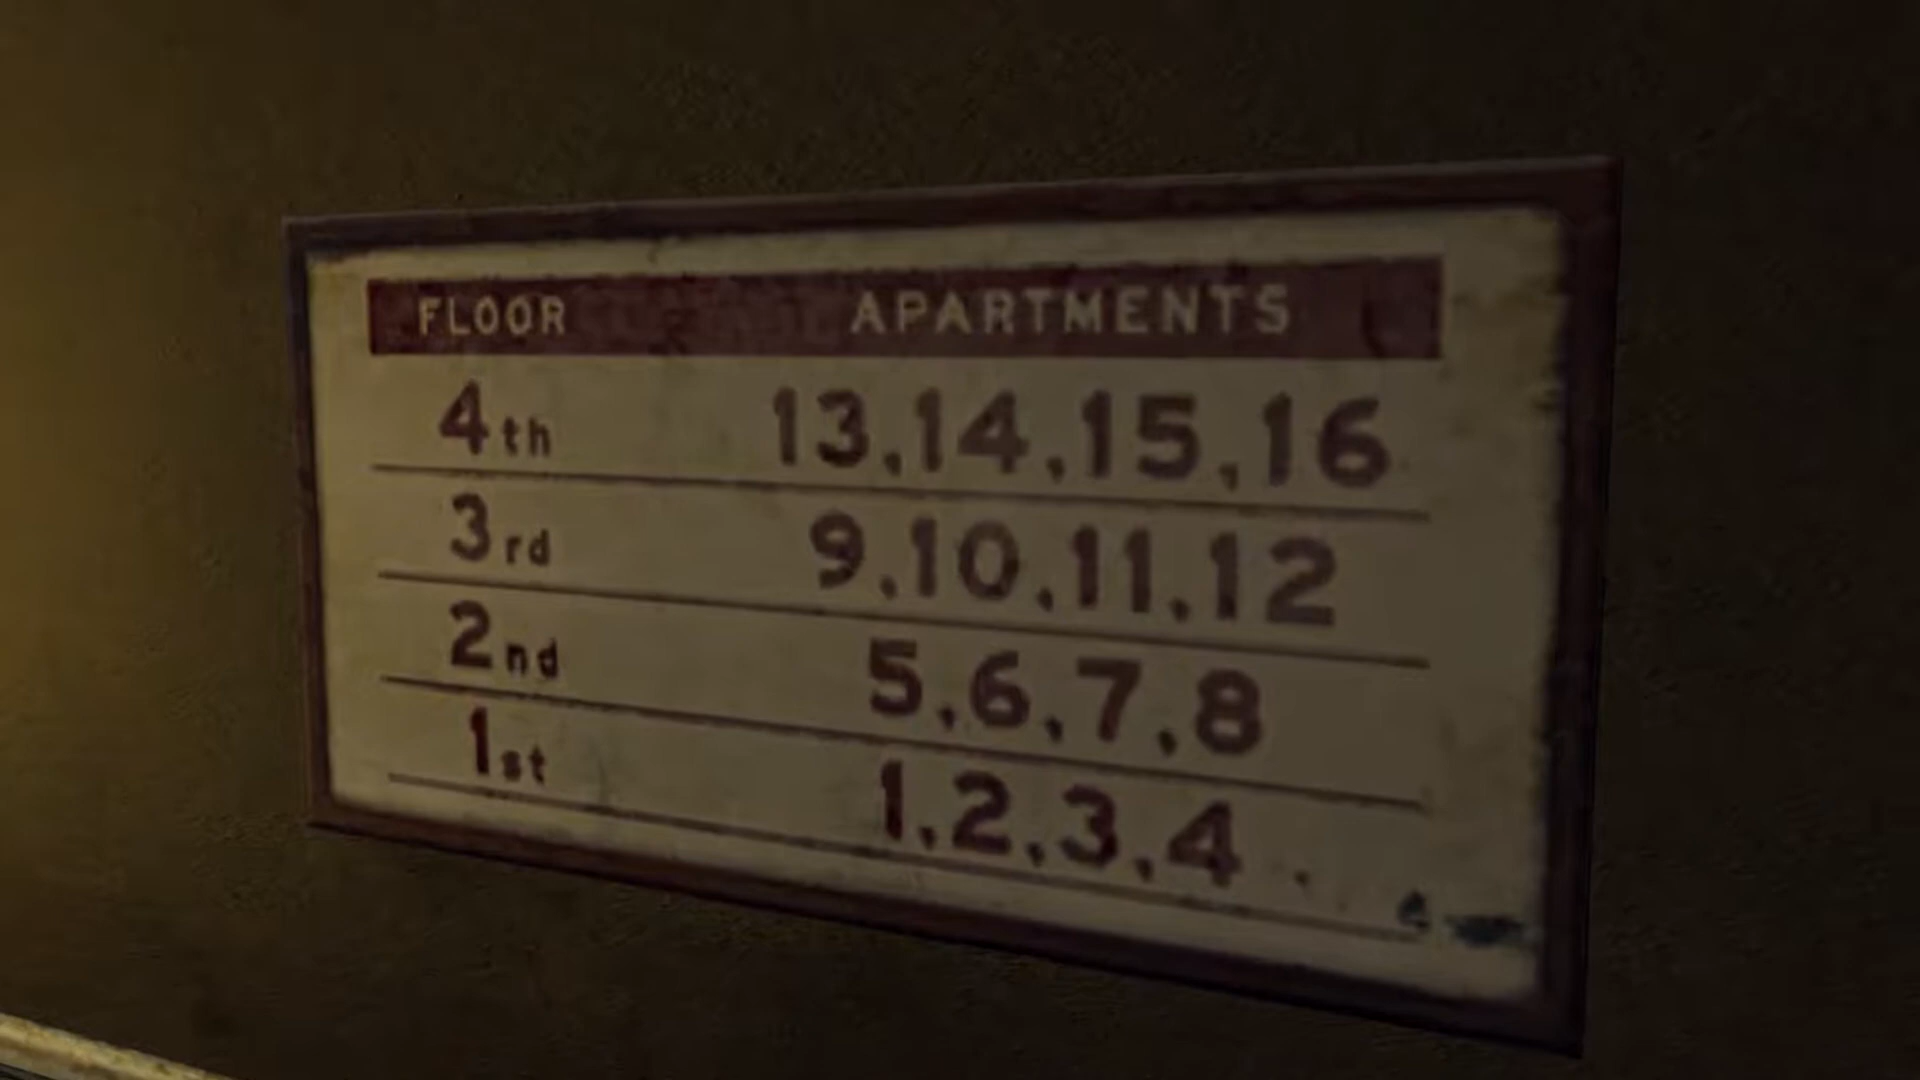 FLOOR APARTMENTS
4th 13,14,15,16
3rd 9,10,11,12
2nd 5,6,7,8
1st 1,2,3,4